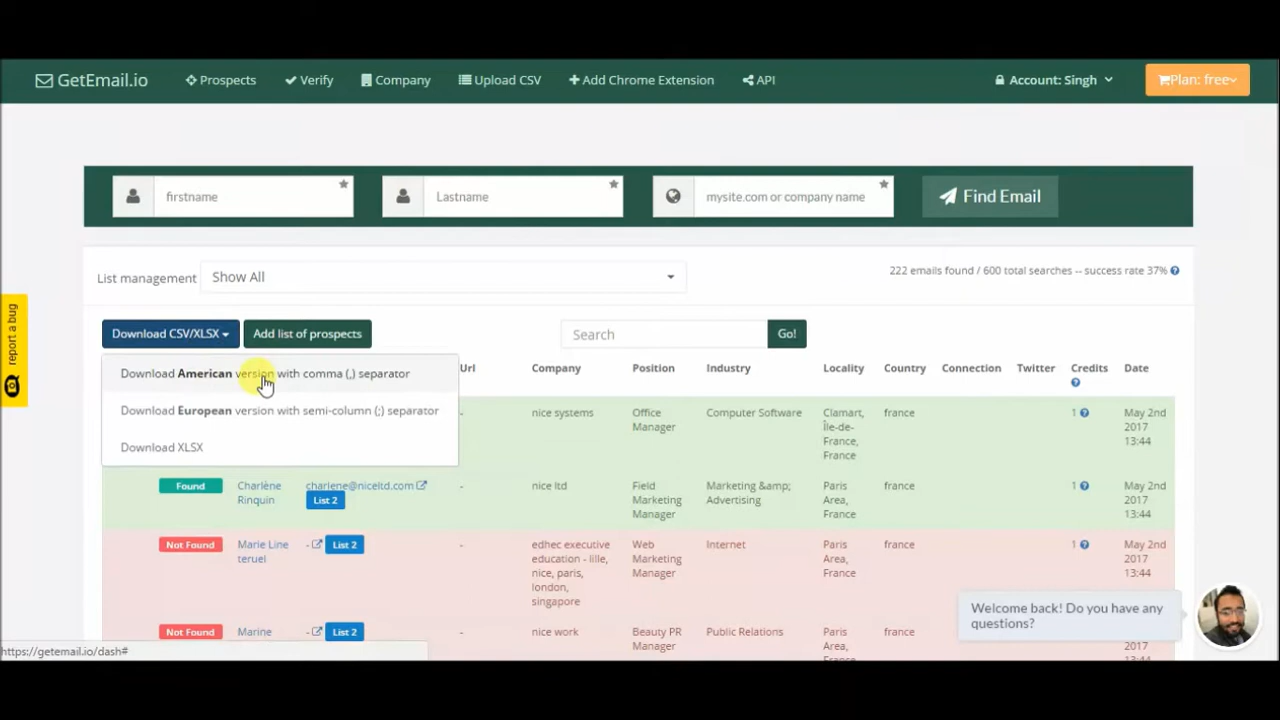 GetEmail.io
Prospects
Verify
Company
Upload CSV
Add Chrome Extension
API
Account: Singh
Plan: free
firstname
Lastname
mysite.com or company name
Find Email
List management
Show All
222 emails found / 600 total searches -- success rate 37%
report a bug
Download CSV/XLSX
Add list of prospects
Search
Go!
Download American version with comma (,) separator
Download European version with semi-column (;) separator
Download XLSX
Url
Company
Position
Industry
Locality
Country
Connection
Twitter
Credits
Date
nice systems
Office
Manager
Computer Software
Clamart,
Île-de-
France,
France
france
1
May 2nd
2017
13:44
Found
Charlène
Rinquin
charlene@niceltd.com
List 2
-
nice ltd
Field
Marketing
Manager
Marketing &amp;
Advertising
Paris
Area,
France
france
1
May 2nd
2017
13:44
Not Found
Marie Line
teruel
-
List 2
-
edhec executive
education - lille,
nice, paris,
london,
singapore
Web
Marketing
Manager
Internet
Paris
Area,
France
france
1
May 2nd
2017
13:44
Not Found
Marine
-
List 2
-
nice work
Beauty PR
Manager
Public Relations
Paris
Area,
2017
13:44
Welcome back! Do you have any
questions?
https://getemail.io/dash#